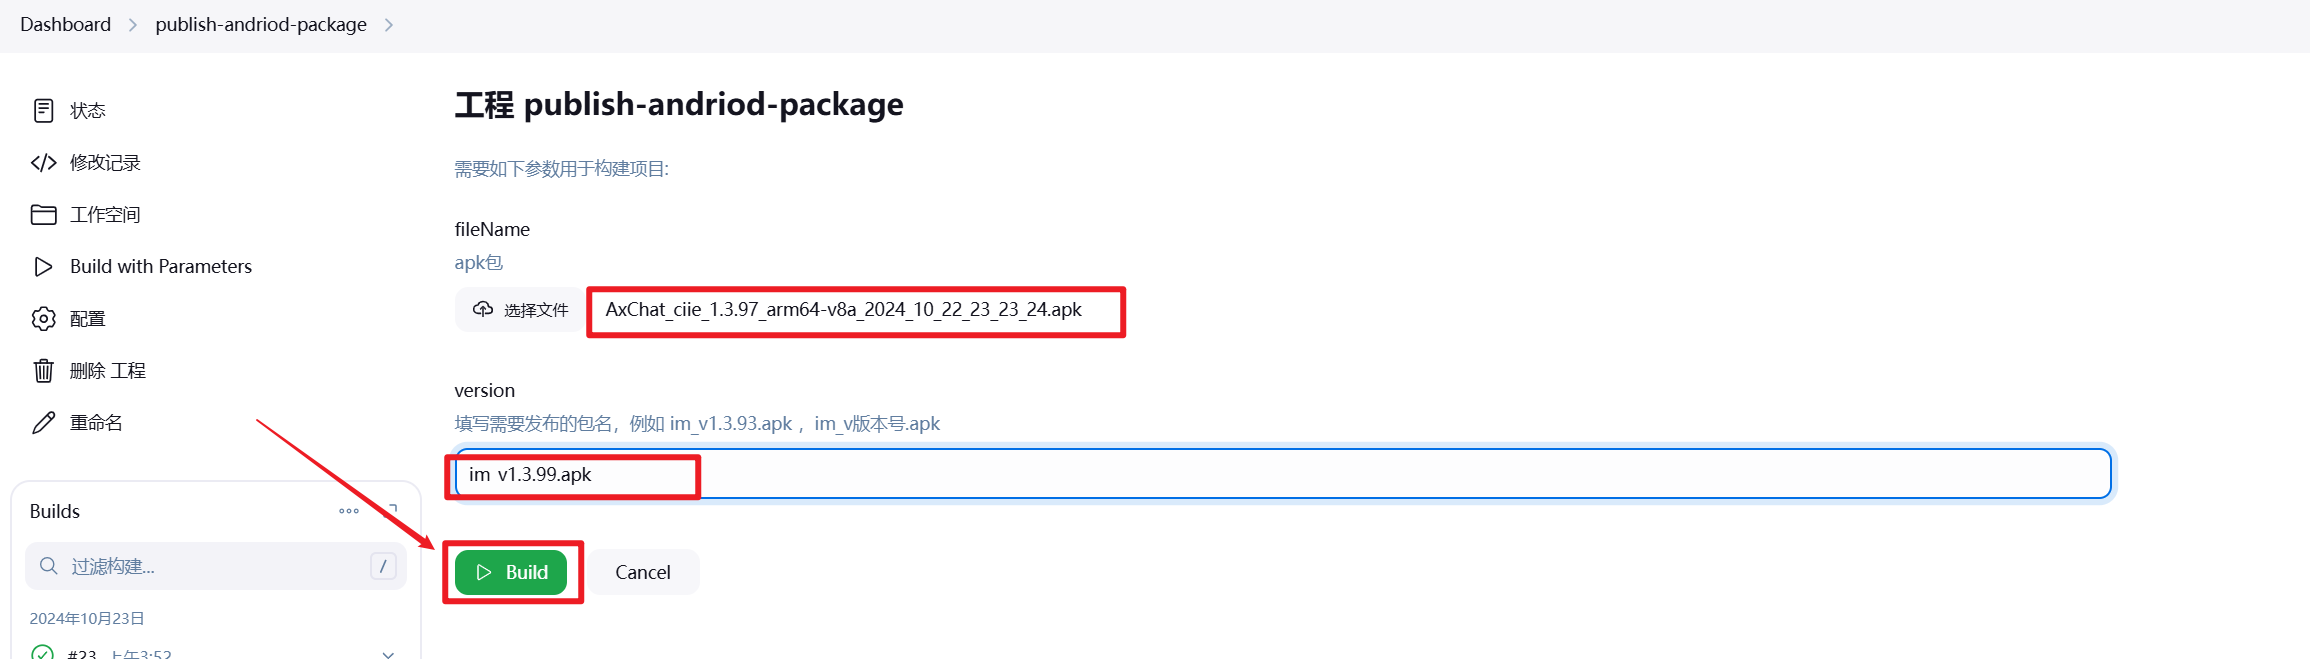 Dashboard > publish-andriod-package >
状态
修改记录
工作空间
Build with Parameters
配置
删除 工程
重命名
Builds
过滤构建...
/
2024年10月23日
#23 上午3:52
工程 publish-andriod-package
需要如下参数用于构建项目:
fileName
apk包
选择文件 AxChat_ciie_1.3.97_arm64-v8a_2024_10_22_23_23_24.apk
version
填写需要发布的包名，例如 im_v1.3.93.apk ，im_v版本号.apk
im_v1.3.99.apk
Build Cancel